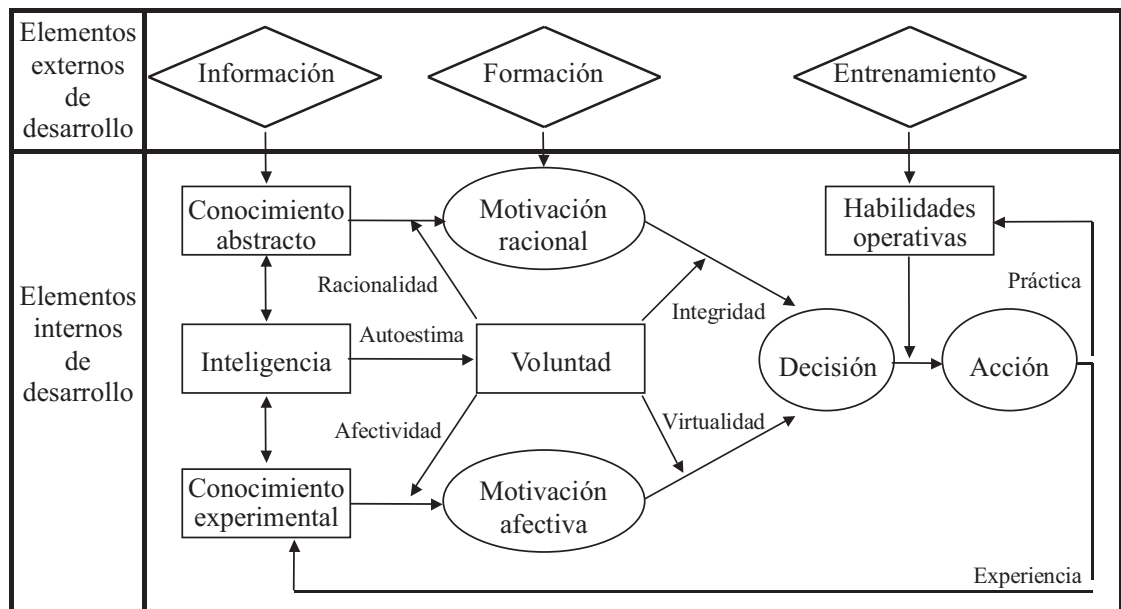 Elementos
externos
de
desarrollo
Información
Formación
Entrenamiento
Elementos
internos
de
desarrollo
Conocimiento
abstracto
Motivación
racional
Habilidades
operativas
Racionalidad
Integridad
Práctica
Inteligencia
Autoestima
Voluntad
Decisión
Acción
Afectividad
Virtualidad
Conocimiento
experimental
Motivación
afectiva
Experiencia